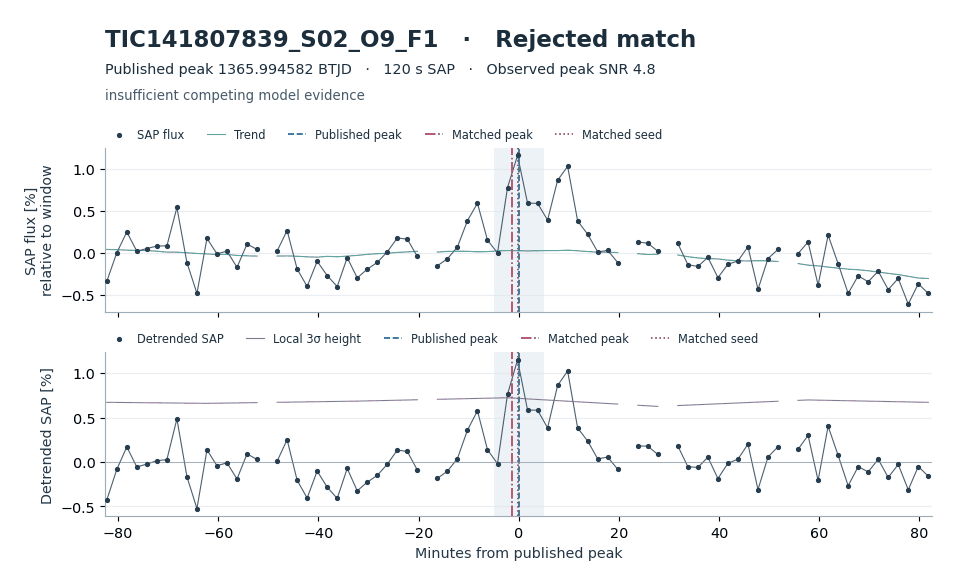 TIC141807839_S02_O9_F1 · Rejected match
Published peak 1365.994582 BTJD · 120 s SAP · Observed peak SNR 4.8
insufficient competing model evidence
SAP flux Trend Published peak Matched peak Matched seed
SAP flux [%]
relative to window
1.0
0.5
0.0
−0.5
Detrended SAP Local 3σ height Published peak Matched peak Matched seed
Detrended SAP [%]
1.0
0.5
0.0
−0.5
−80 −60 −40 −20 0 20 40 60 80
Minutes from published peak